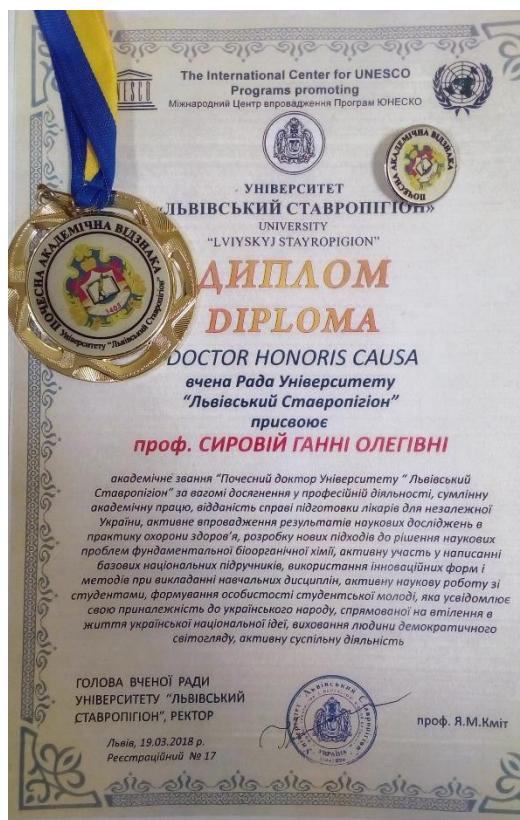 The International Center for UNESCO
Programs promoting
Міжнародний Центр впровадження Програм ЮНЕСКО
УНІВЕРСИТЕТ
«ЛЬВІВСЬКИЙ СТАВРОПІГІОН»
UNIVERSITY
“LVIYSKYJ STAYROPIGION”
ДИПЛОМ
DIPLOMA
DOCTOR HONORIS CAUSA
вчена Рада Університету
“Львівський Ставропігіон”
присвоює
проф. СИРОВІЙ ГАННІ ОЛЕГІВНІ
академічне звання “Почесний доктор Університету “ Львівський
Ставропігіон” за вагомі досягнення у професійній діяльності, сумлінну
академічну працю, відданість справі підготовки лікарів для незалежної
України, активне впровадження результатів наукових досліджень в
практику охорони здоров’я, розробку нових підходів до рішення наукових
проблем фундаментальної біоорганічної хімії, активну участь у написанні
базових національних підручників, використання інноваційних форм і
методів при викладанні навчальних дисциплін, активну наукову роботу зі
студентами, формування особистості студентської молоді, яка усвідомлює
свою приналежність до українського народу, спрямованої на втілення в
життя української національної ідеї, виховання людини демократичного
світогляду, активну суспільну діяльність
ГОЛОВА ВЧЕНОЇ РАДИ
УНІВЕРСИТЕТУ “ЛЬВІВСЬКИЙ
СТАВРОПІГІОН”, РЕКТОР
проф. Я.М.Кміт
Львів, 19.03.2018 р.
Реєстраційний № 17
ПОЧЕСНА АКАДЕМІЧНА ВІДЗНАКА
Університету “Львівський Ставропігіон”
ПОЧЕСНА АКАДЕМІЧНА ВІДЗНАКА
УКРАЇНА